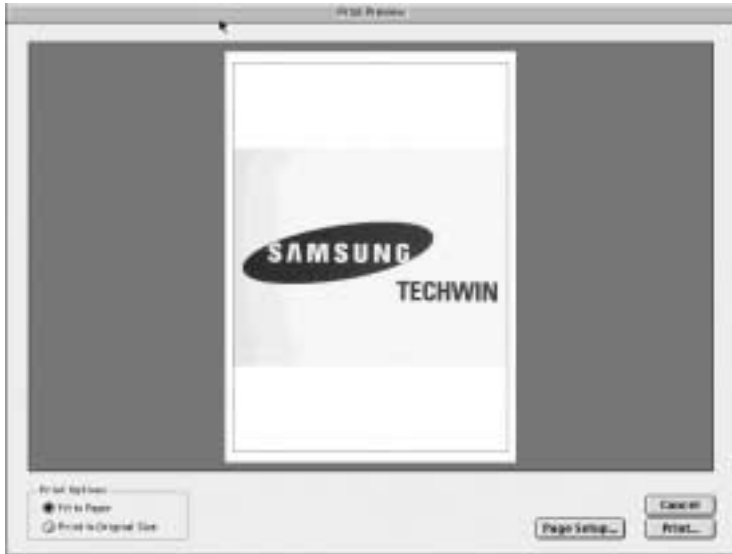 Print Preview
SAMSUNG
TECHWIN
Print Options
Fit to Paper
Print in Original Size
Cancel
Page Setup...
Print...